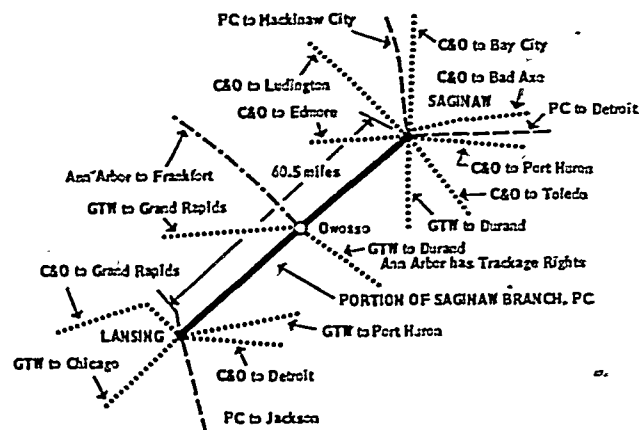 PC to Mackinaw City
C&O to Bay City
C&O to Ludington
C&O to Bad Axe
SAGINAW
C&O to Edmore
PC to Detroit
60.5 miles
C&O to Port Huron
Ann Arbor to Frankfort
C&O to Toledo
GTW to Grand Rapids
GTW to Durand
Owosso
GTW to Durand
Ann Arbor has Trackage Rights
C&O to Grand Rapids
PORTION OF SAGINAW BRANCH, PC
LANSING
GTW to Port Huron
GTW to Chicago
C&O to Detroit
PC to Jackson